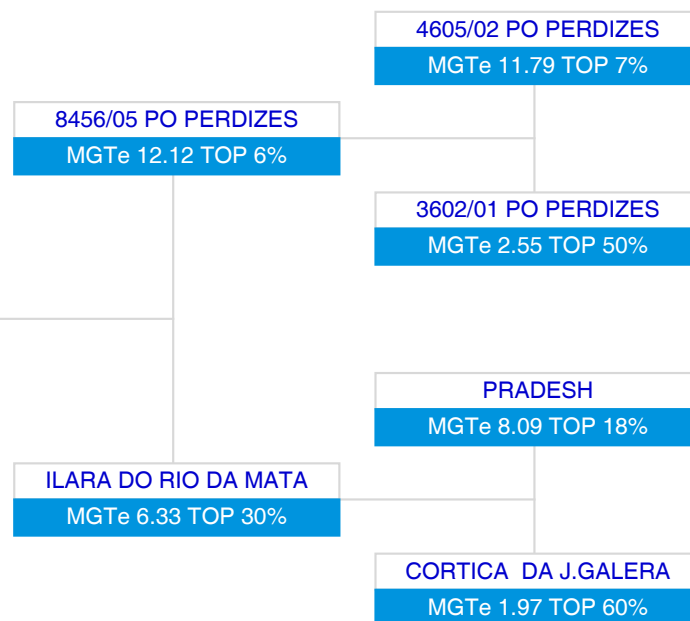 4605/02 PO PERDIZES
MGTe 11.79 TOP 7%
8456/05 PO PERDIZES
MGTe 12.12 TOP 6%
3602/01 PO PERDIZES
MGTe 2.55 TOP 50%
PRADESH
MGTe 8.09 TOP 18%
ILARA DO RIO DA MATA
MGTe 6.33 TOP 30%
CORTICA  DA J.GALERA
MGTe 1.97 TOP 60%